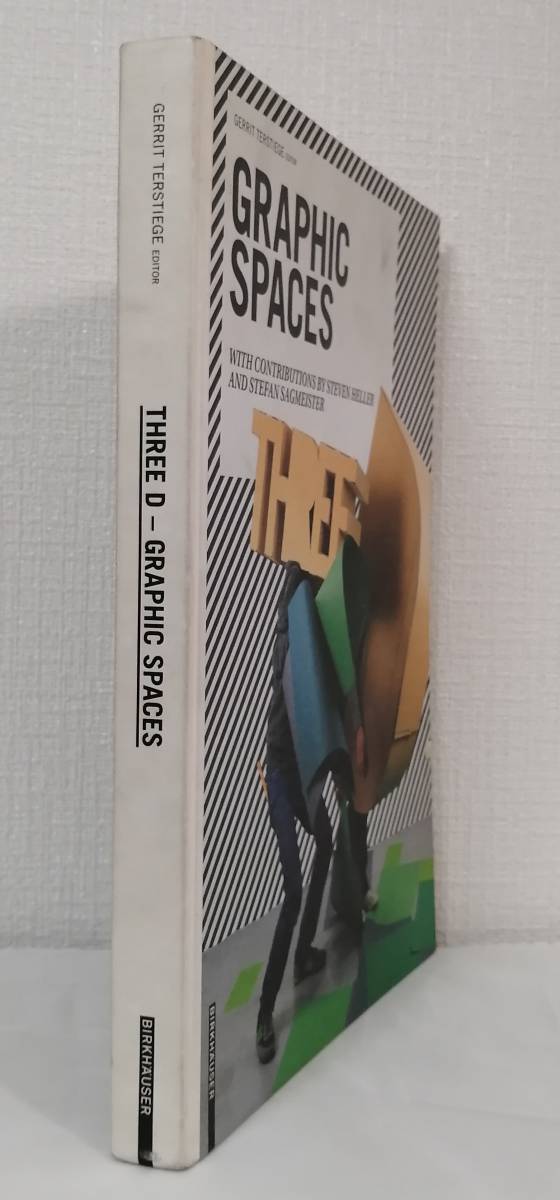 GERRIT TERSTIEGE EDITOR
THREE D – GRAPHIC SPACES
BIRKHÄUSER
GERRIT TERSTIEGE EDITOR
GRAPHIC
SPACES
WITH CONTRIBUTIONS BY STEVEN HELLER
AND STEFAN SAGMEISTER
THREE
BIRKHÄUSER